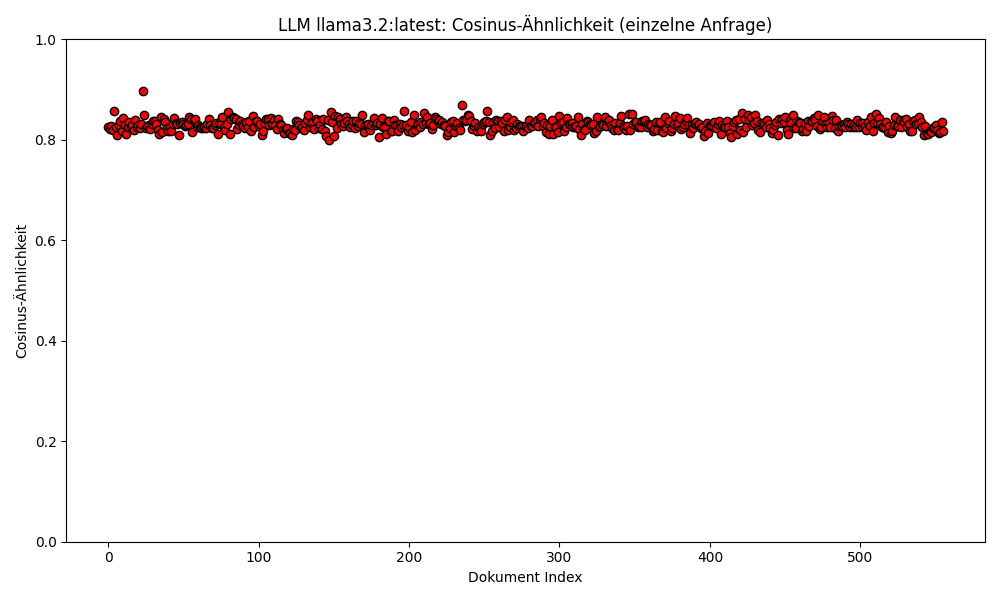 LLM llama3.2:latest: Cosinus-Ähnlichkeit (einzelne Anfrage)
1.0
0.8
0.6
0.4
0.2
0.0
Cosinus-Ähnlichkeit
0 100 200 300 400 500
Dokument Index